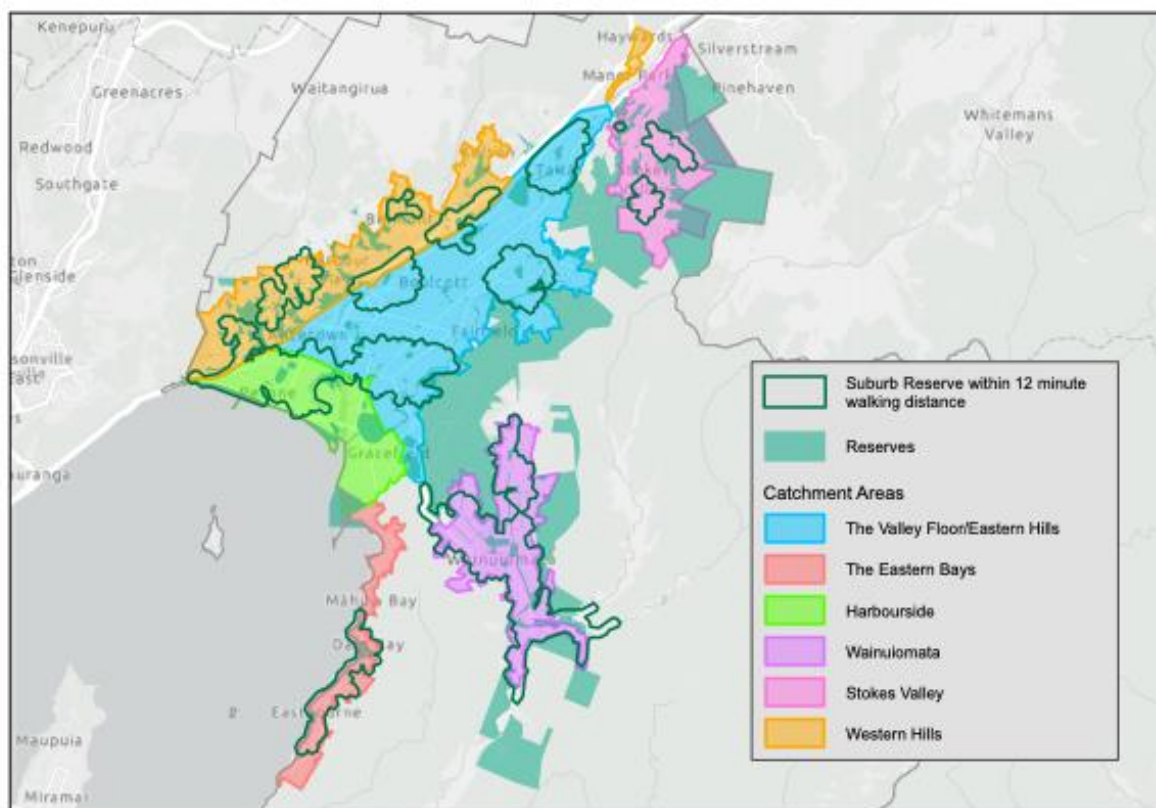 Kenepuru
Haywards
Silverstream
Greenacres
Waitangirua
Manor Park
Pinehaven
Whitemans
Valley
Redwood
Southgate
Glenside
Boulcott
Fairfield
Suburb Reserve within 12 minute
walking distance
Reserves
Gracefield
Catchment Areas
The Valley Floor/Eastern Hills
The Eastern Bays
Harbourside
Wainuiomata
Stokes Valley
Western Hills
Bay
Eastbourne
Maupuia
Miramar